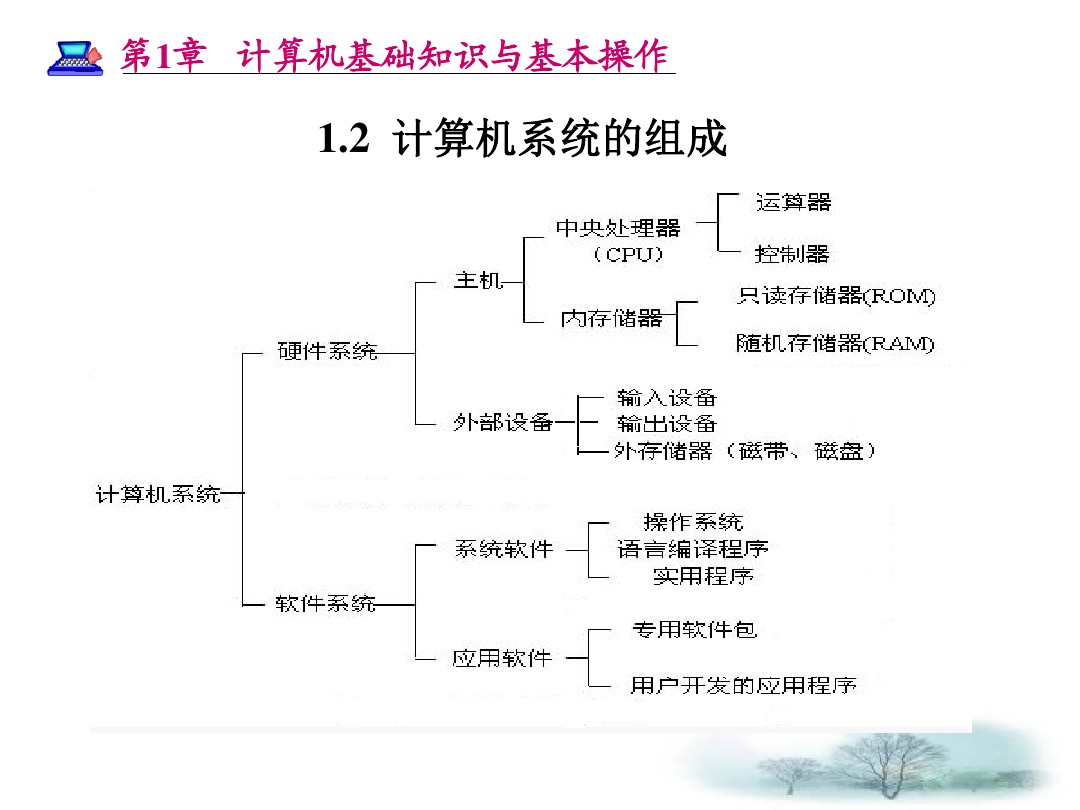 第1章 计算机基础知识与基本操作
1.2 计算机系统的组成
运算器
中央处理器
（CPU）
控制器
主机
只读存储器(ROM)
内存储器
随机存储器(RAM)
硬件系统
输入设备
外部设备
输出设备
外存储器（磁带、磁盘）
计算机系统
操作系统
系统软件
语言编译程序
实用程序
软件系统
专用软件包
应用软件
用户开发的应用程序